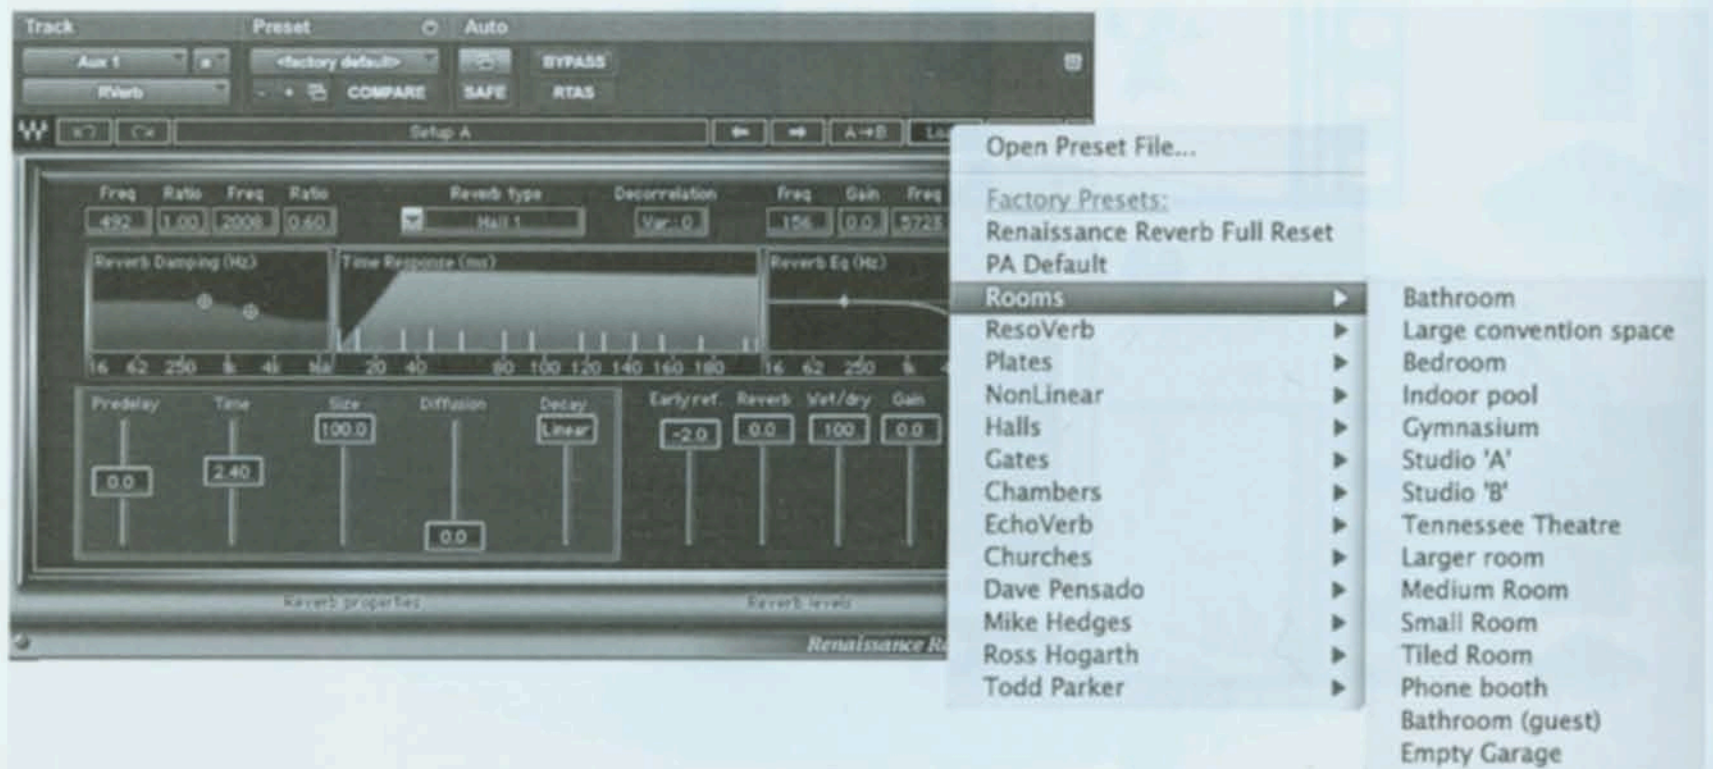 Track Preset Auto
Aux 1 a <factory default> BYPASS
RVerb - + COMPARE SAFE RTAS
Setup A A→B
Open Preset File...
Factory Presets:
Renaissance Reverb Full Reset
PA Default
Rooms
ResoVerb
Plates
NonLinear
Halls
Gates
Chambers
EchoVerb
Churches
Dave Pensado
Mike Hedges
Ross Hogarth
Todd Parker
Bathroom
Large convention space
Bedroom
Indoor pool
Gymnasium
Studio 'A'
Studio 'B'
Tennessee Theatre
Larger room
Medium Room
Small Room
Tiled Room
Phone booth
Bathroom (guest)
Empty Garage
Freq Ratio Freq Ratio Reverb type Decorrelation Freq Gain Freq
492 1.00 2008 0.60 Hall 1 Var.: 0 156 0.0 5723
Reverb Damping (Hz) Time Response (ms) Reverb Eq (Hz)
16 62 250 1k 4k 16k 20 40 80 100 120 140 160 180 16 62 250 1k
Predelay Time Size Diffusion Decay Early ref. Reverb Wet/dry Gain
0.0 2.40 100.0 0.0 Linear -2.0 0.0 100 0.0
Reverb properties Reverb levels
Renaissance